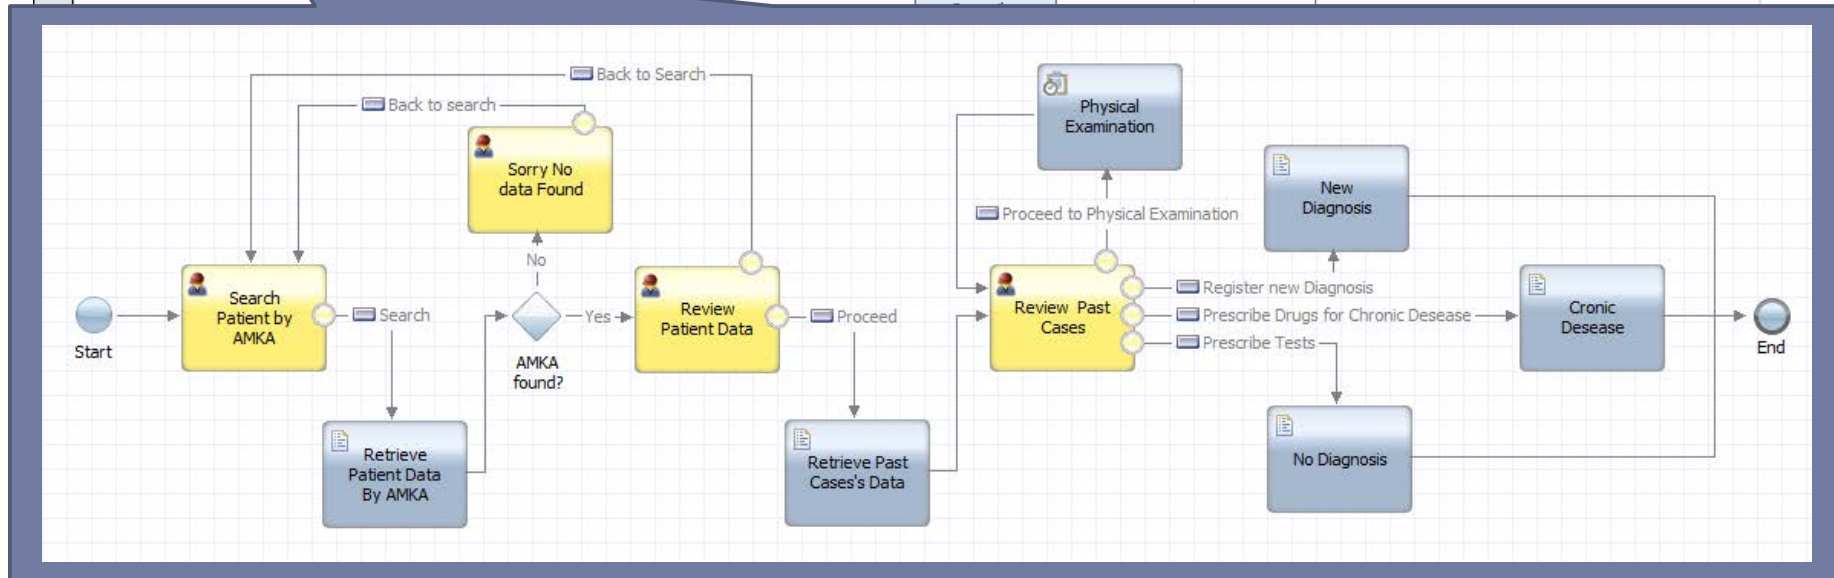 Back to Search
Back to search
Physical
Examination
Sorry No
data Found
New
Diagnosis
Proceed to Physical Examination
No
Search
Patient by
AMKA
Search
Yes
Review
Patient Data
Proceed
Review Past
Cases
Register new Diagnosis
Prescribe Drugs for Chronic Desease
Prescribe Tests
Cronic
Desease
Start
End
AMKA
found?
Retrieve
Patient Data
By AMKA
Retrieve Past
Cases's Data
No Diagnosis